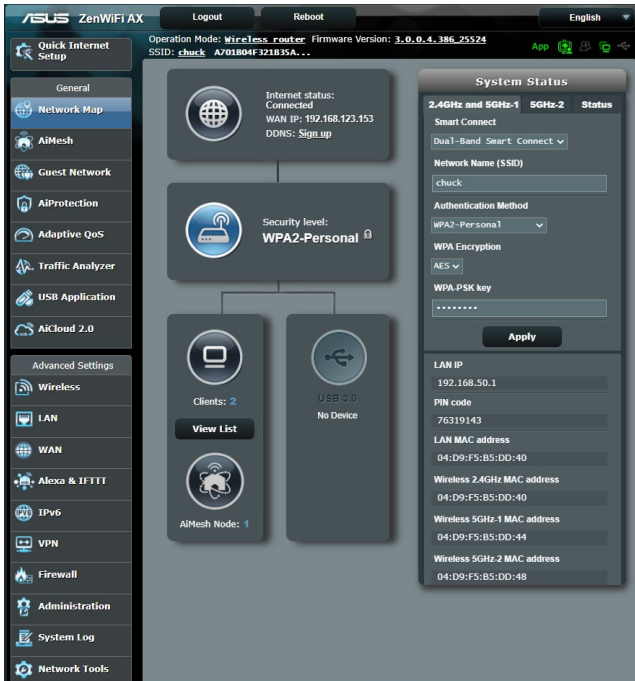 ASUS ZenWiFi AX Logout Reboot English
Quick Internet Setup
Operation Mode: Wireless router Firmware Version: 3.0.0.4.386_25524
SSID: chuck A701B04F321B35A...
App
General
Network Map
AiMesh
Guest Network
AiProtection
Adaptive QoS
Traffic Analyzer
USB Application
AiCloud 2.0
Advanced Settings
Wireless
LAN
WAN
Alexa & IFTTT
IPv6
VPN
Firewall
Administration
System Log
Network Tools
Internet status:
Connected
WAN IP: 192.168.123.153
DDNS: Sign up
Security level:
WPA2-Personal
Clients: 2
View List
AiMesh Node: 1
USB 3.0
No Device
System Status
2.4GHz and 5GHz-1 5GHz-2 Status
Smart Connect
Dual-Band Smart Connect
Network Name (SSID)
chuck
Authentication Method
WPA2-Personal
WPA Encryption
AES
WPA-PSK key
••••••••
Apply
LAN IP
192.168.50.1
PIN code
76319143
LAN MAC address
04:D9:F5:B5:DD:40
Wireless 2.4GHz MAC address
04:D9:F5:B5:DD:40
Wireless 5GHz-1 MAC address
04:D9:F5:B5:DD:44
Wireless 5GHz-2 MAC address
04:D9:F5:B5:DD:48